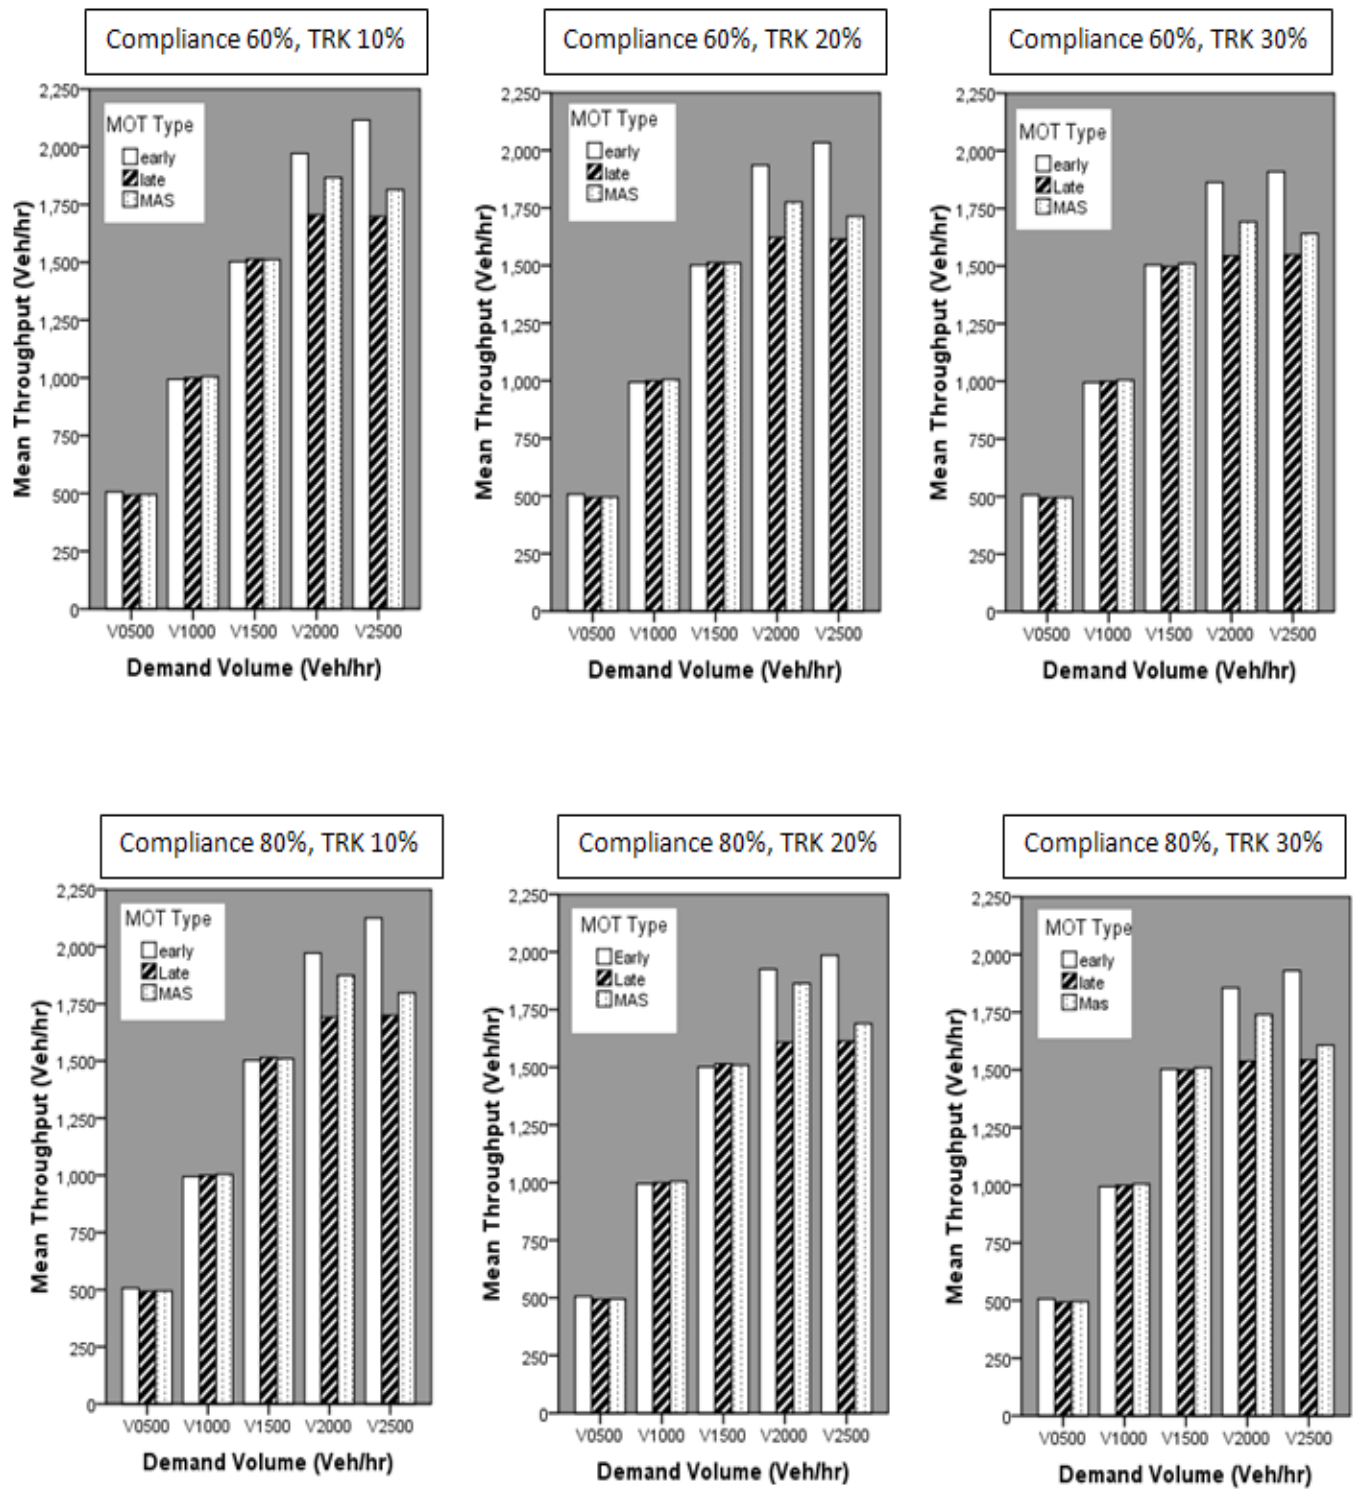 Compliance 60%, TRK 10%
2,250
2,000
1,750
1,500
1,250
1,000
750
500
250
0
Mean Throughput (Veh/hr)
MOT Type
early
late
MAS
V0500 V1000 V1500 V2000 V2500
Demand Volume (Veh/hr)
Compliance 60%, TRK 20%
2,250
2,000
1,750
1,500
1,250
1,000
750
500
250
0
Mean Throughput (Veh/hr)
MOT Type
early
late
MAS
V0500 V1000 V1500 V2000 V2500
Demand Volume (Veh/hr)
Compliance 60%, TRK 30%
2,250
2,000
1,750
1,500
1,250
1,000
750
500
250
0
Mean Throughput (Veh/hr)
MOT Type
early
Late
MAS
V0500 V1000 V1500 V2000 V2500
Demand Volume (Veh/hr)
Compliance 80%, TRK 10%
2,250
2,000
1,750
1,500
1,250
1,000
750
500
250
0
Mean Throughput (Veh/hr)
MOT Type
early
Late
MAS
V0500 V1000 V1500 V2000 V2500
Demand Volume (Veh/hr)
Compliance 80%, TRK 20%
2,250
2,000
1,750
1,500
1,250
1,000
750
500
250
0
Mean Throughput (Veh/hr)
MOT Type
Early
Late
MAS
V0500 V1000 V1500 V2000 V2500
Demand Volume (Veh/hr)
Compliance 80%, TRK 30%
2,250
2,000
1,750
1,500
1,250
1,000
750
500
250
0
Mean Throughput (Veh/hr)
MOT Type
early
late
Mas
V0500 V1000 V1500 V2000 V2500
Demand Volume (Veh/hr)